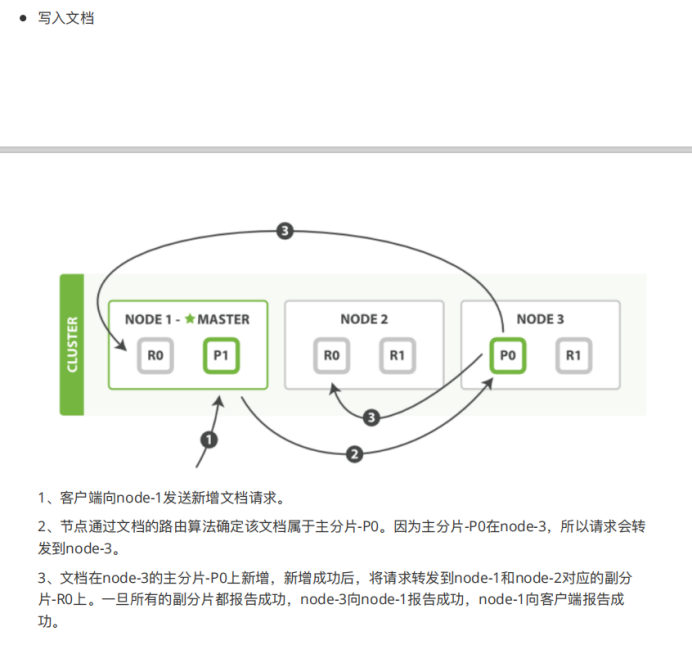 写入文档
3
CLUSTER
NODE 1 - ★MASTER
R0
P1
NODE 2
R0
R1
NODE 3
P0
R1
3
1
2
1、客户端向node-1发送新增文档请求。
2、节点通过文档的路由算法确定该文档属于主分片-P0。因为主分片-P0在node-3，所以请求会转
发到node-3。
3、文档在node-3的主分片-P0上新增，新增成功后，将请求转发到node-1和node-2对应的副分
片-R0上。一旦所有的副分片都报告成功，node-3向node-1报告成功，node-1向客户端报告成
功。